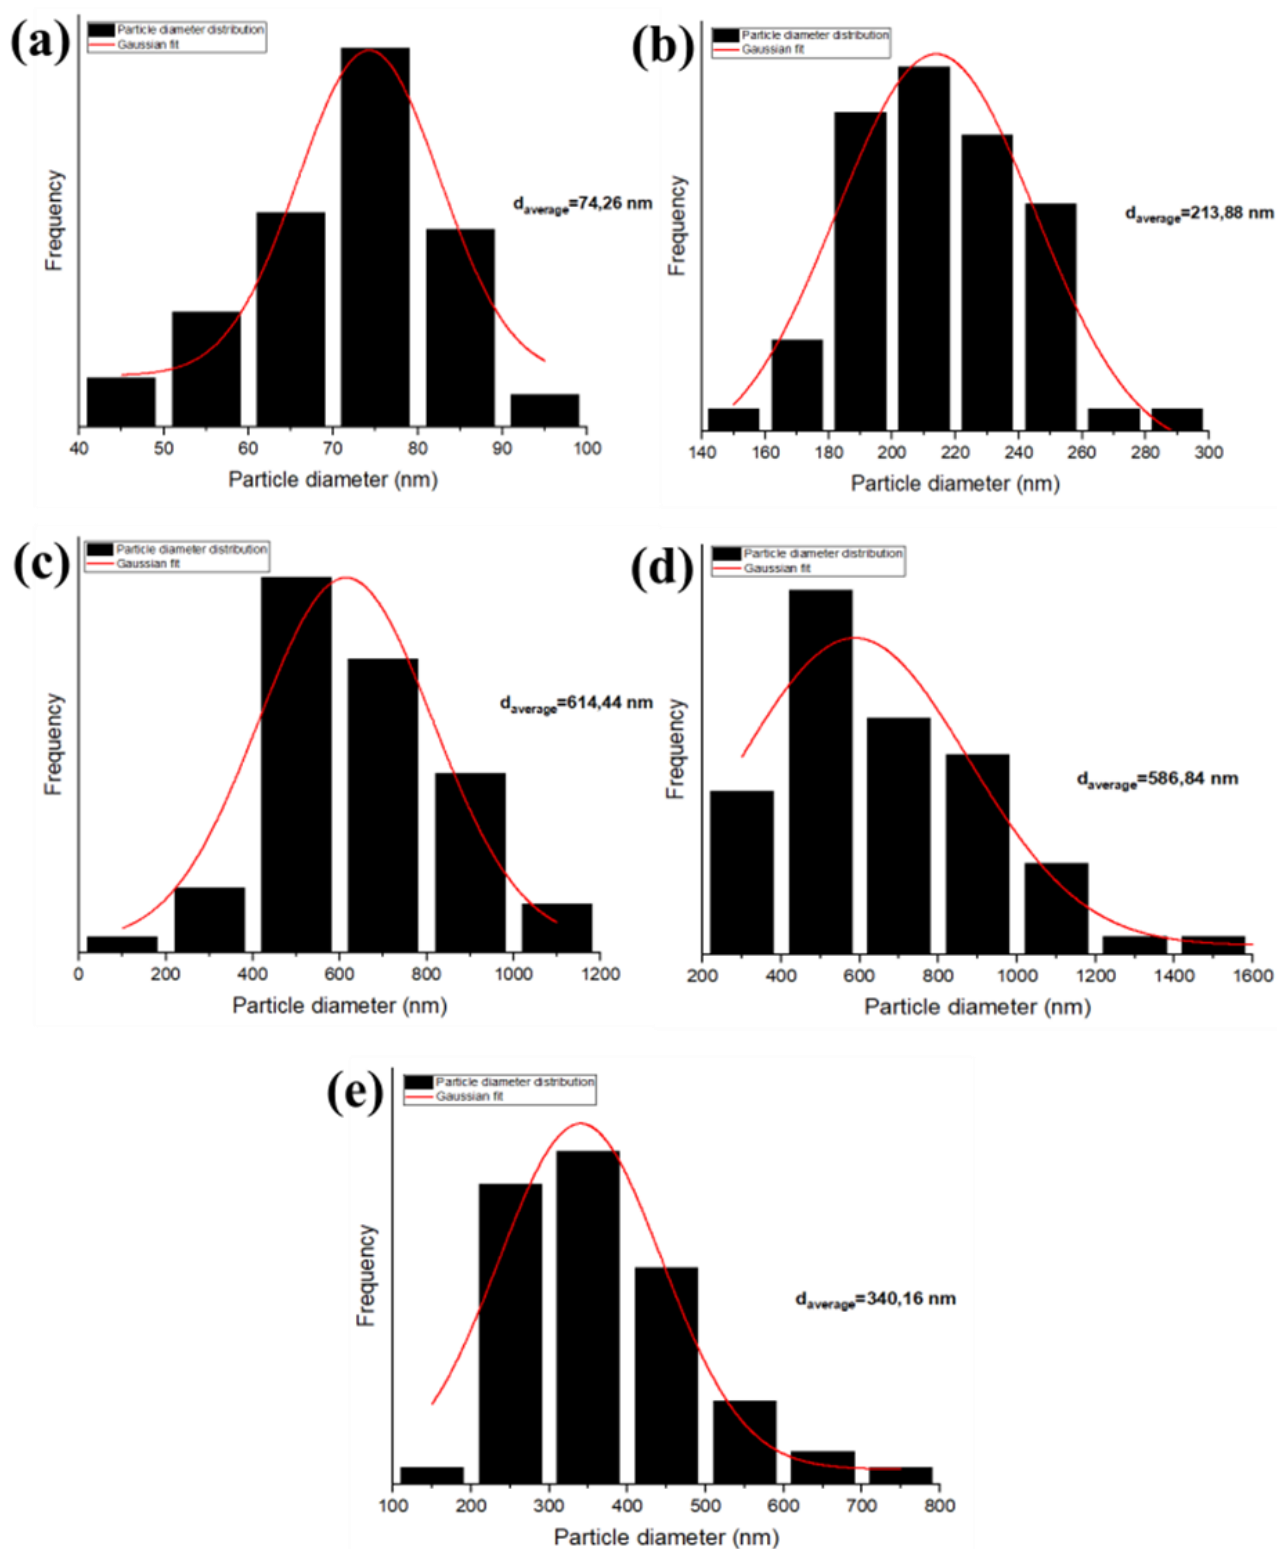 (a)
Particle diameter distribution
Gaussian fit
Frequency
daverage=74,26 nm
40 50 60 70 80 90 100
Particle diameter (nm)
(b)
Particle diameter distribution
Gaussian fit
Frequency
daverage=213,88 nm
140 160 180 200 220 240 260 280 300
Particle diameter (nm)
(c)
Particle diameter distribution
Gaussian fit
Frequency
daverage=614,44 nm
0 200 400 600 800 1000 1200
Particle diameter (nm)
(d)
Particle diameter distribution
Gaussian fit
Frequency
daverage=586,84 nm
200 400 600 800 1000 1200 1400 1600
Particle diameter (nm)
(e)
Particle diameter distribution
Gaussian fit
Frequency
daverage=340,16 nm
100 200 300 400 500 600 700 800
Particle diameter (nm)